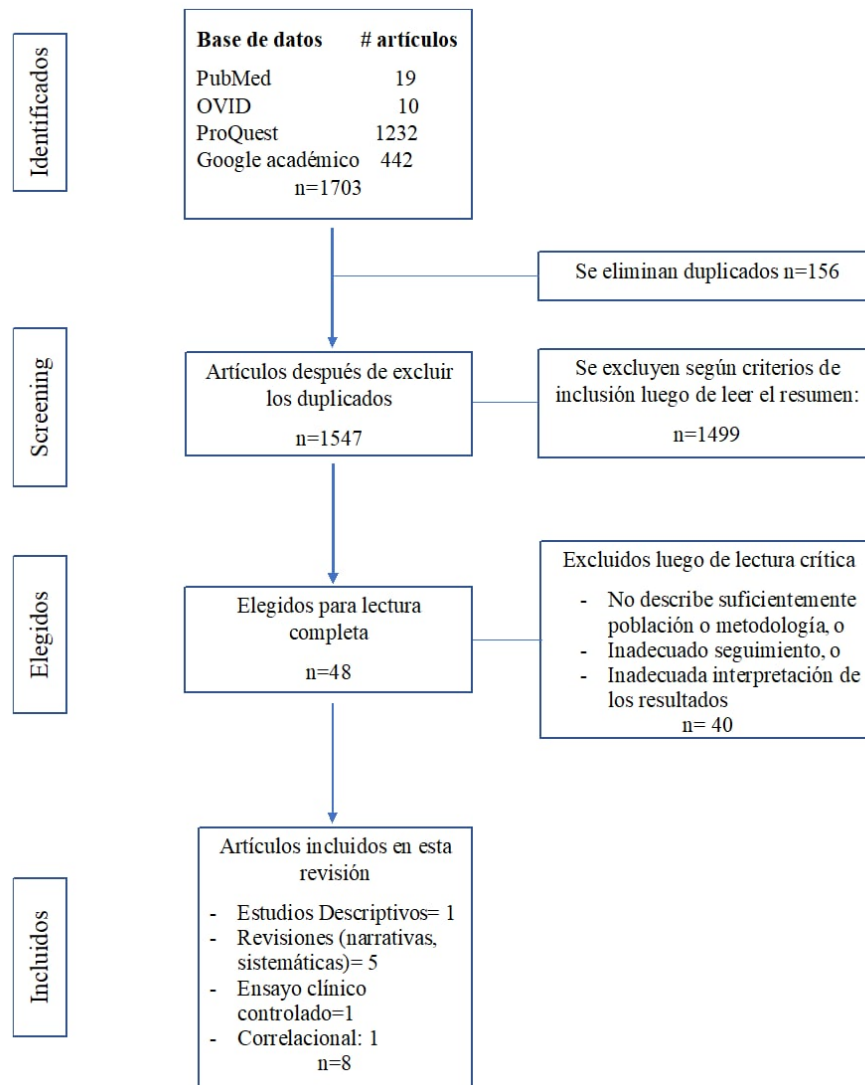 Identificados
Base de datos # artículos
PubMed 19
OVID 10
ProQuest 1232
Google académico 442
n=1703
Se eliminan duplicados n=156
Screening
Artículos después de excluir
los duplicados
n=1547
Se excluyen según criterios de
inclusión luego de leer el resumen:
n=1499
Elegidos
Elegidos para lectura
completa
n=48
Excluidos luego de lectura crítica
- No describe suficientemente
población o metodología, o
- Inadecuado seguimiento, o
- Inadecuada interpretación de
los resultados
n= 40
Incluidos
Artículos incluidos en esta
revisión
- Estudios Descriptivos= 1
- Revisiones (narrativas,
sistemáticas)= 5
- Ensayo clínico
controlado=1
- Correlacional: 1
n=8